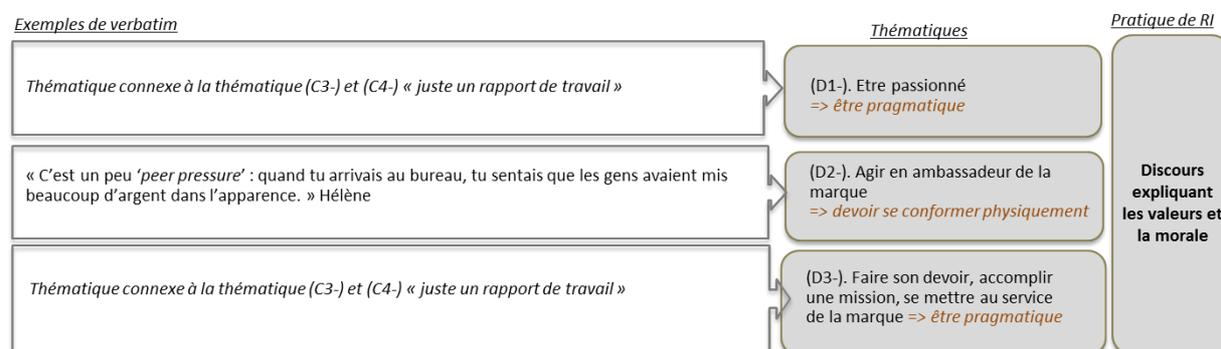 Exemples de verbatim
Thématiques
Pratique de RI
Thématique connexe à la thématique (C3-) et (C4-) « juste un rapport de travail »
(D1-). Etre passionné
=> être pragmatique
« C’est un peu ‘peer pressure’ : quand tu arrivais au bureau, tu sentais que les gens avaient mis
beaucoup d’argent dans l’apparence. » Hélène
(D2-). Agir en ambassadeur de la
marque
=> devoir se conformer physiquement
Thématique connexe à la thématique (C3-) et (C4-) « juste un rapport de travail »
(D3-). Faire son devoir, accomplir
une mission, se mettre au service
de la marque => être pragmatique
Discours
expliquant
les valeurs et
la morale